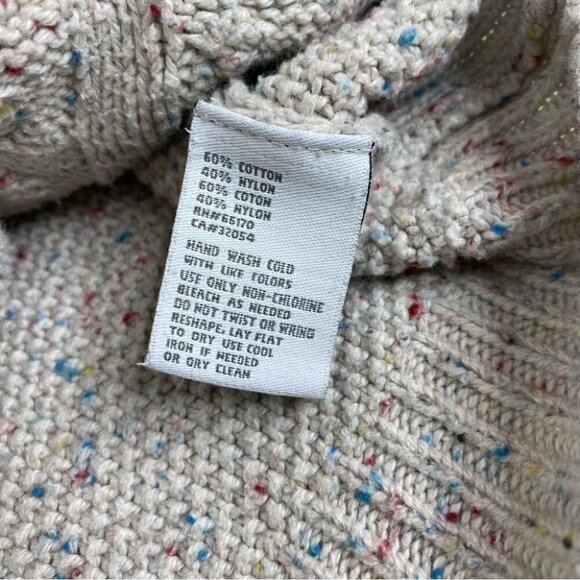 60% COTTON
40% NYLON
60% COTON
40% NYLON
RN#66170
CA#32054
HAND WASH COLD
WITH LIKE COLORS
USE ONLY NON-CHLORINE
BLEACH AS NEEDED
DO NOT TWIST OR WRING
RESHAPE, LAY FLAT
TO DRY USE COOL
IRON IF NEEDED
OR DRY CLEAN